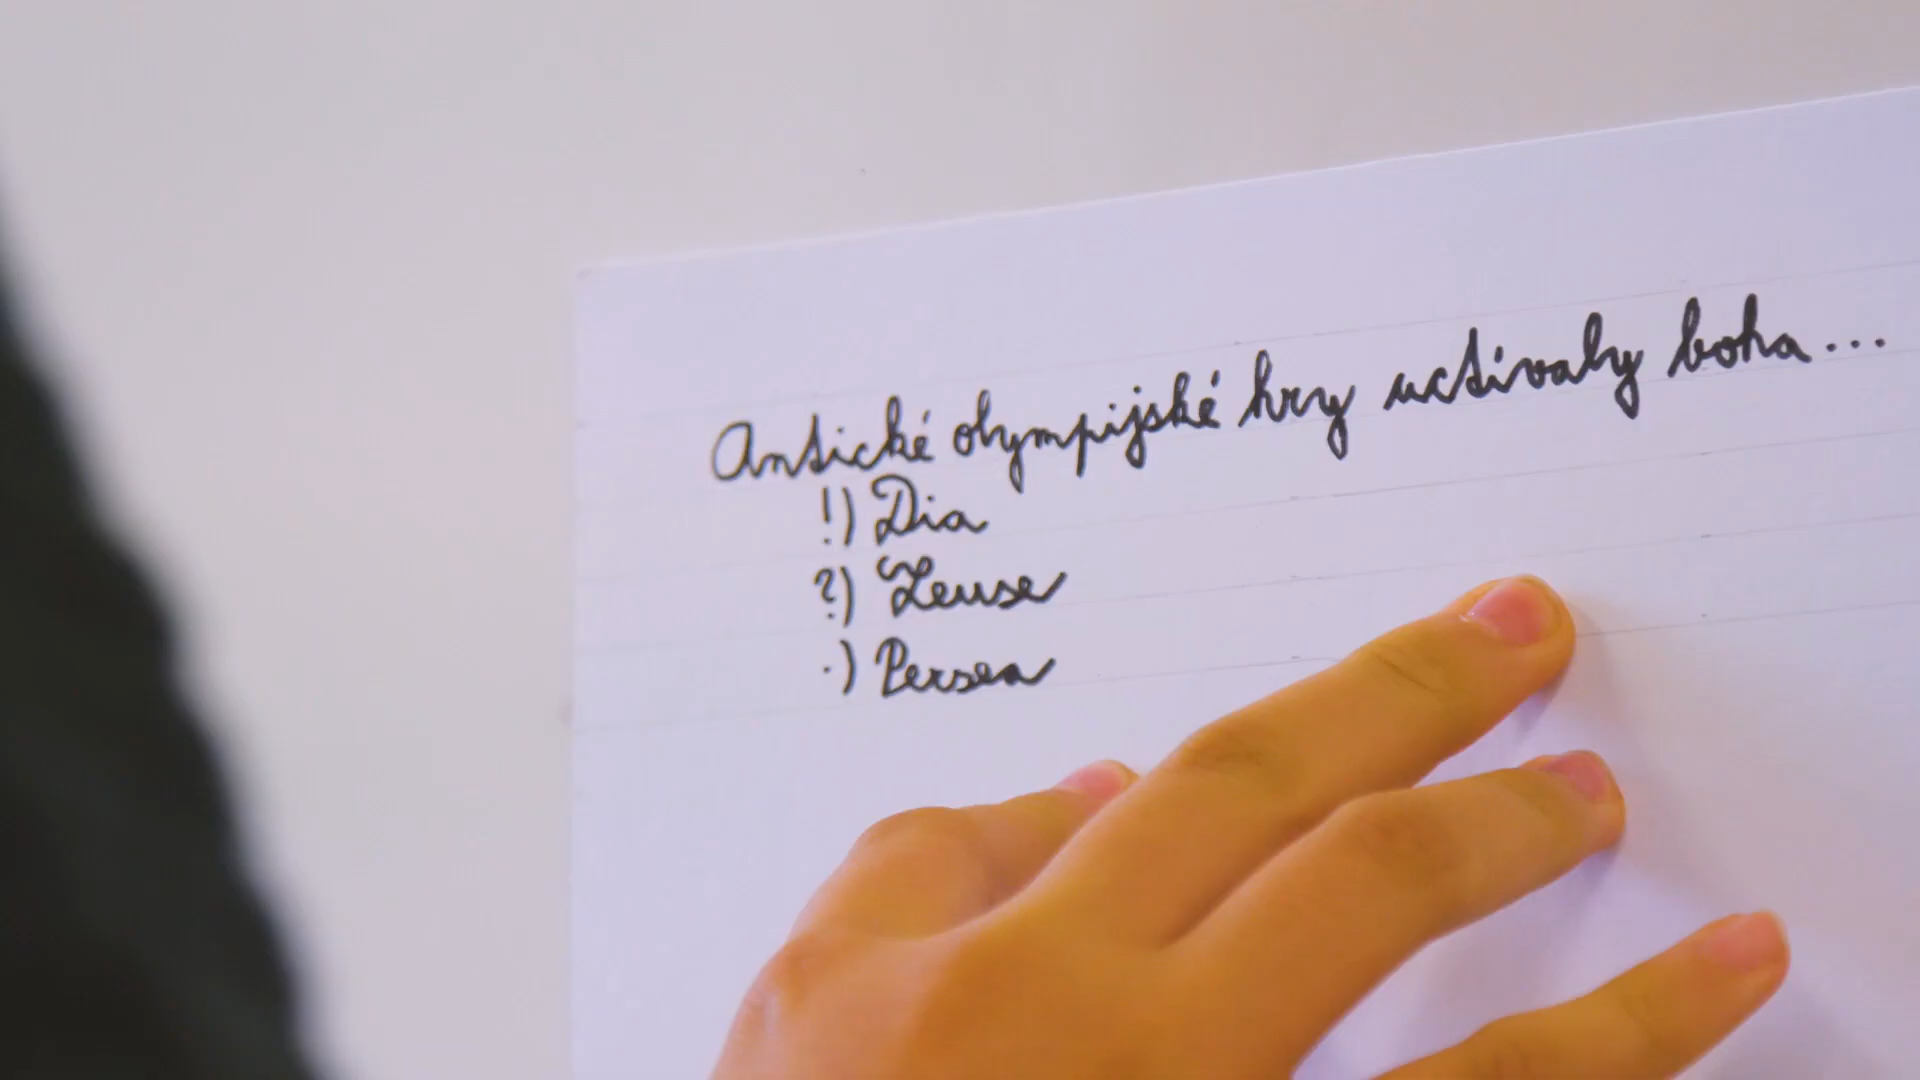 Antické olympijské hry uctívaly boha...
!) Dia
?) Zeuse
.) Persea